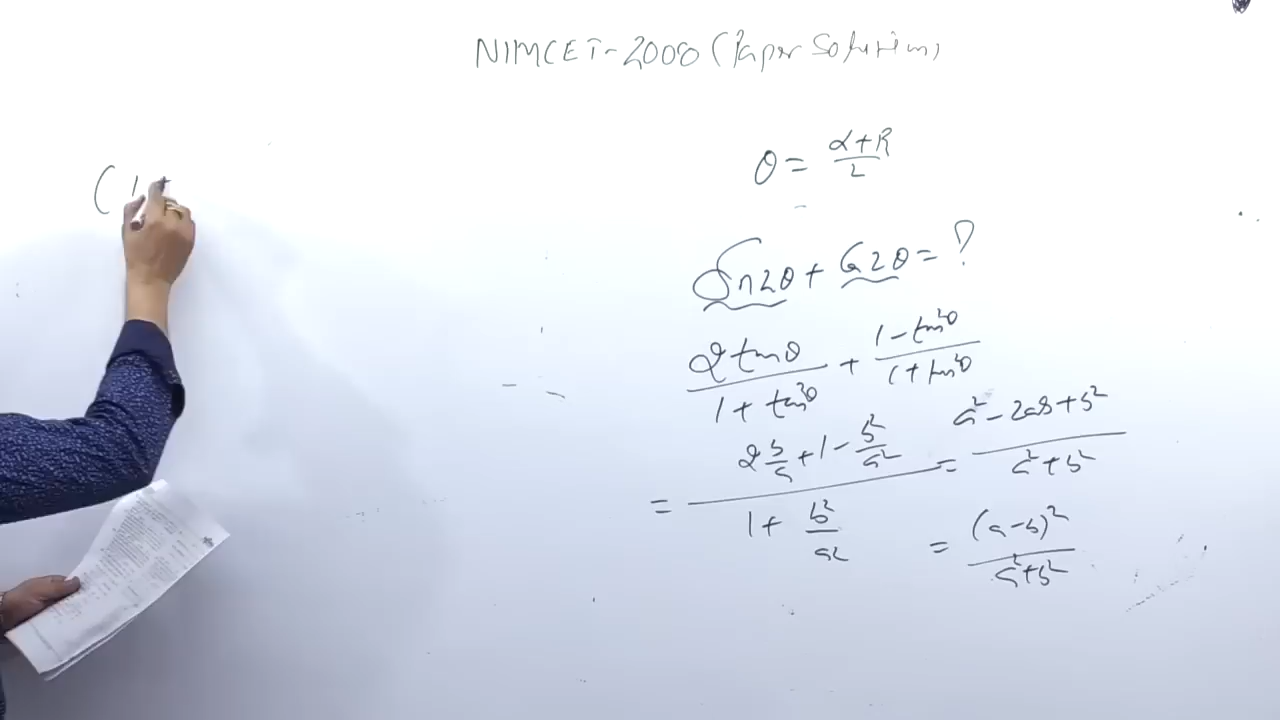 NIMCET-2008 (Paper Solution)
θ = α+β/2
(1
Sin2θ + Cos2θ = ?
2tanθ/1+tan²θ + 1-tan²θ/1+tan²θ
= 2b/a+1-b²/a² / 1+b²/a² = a²-2ab+b²/a²+b²
= (a-b)²/a²+b²